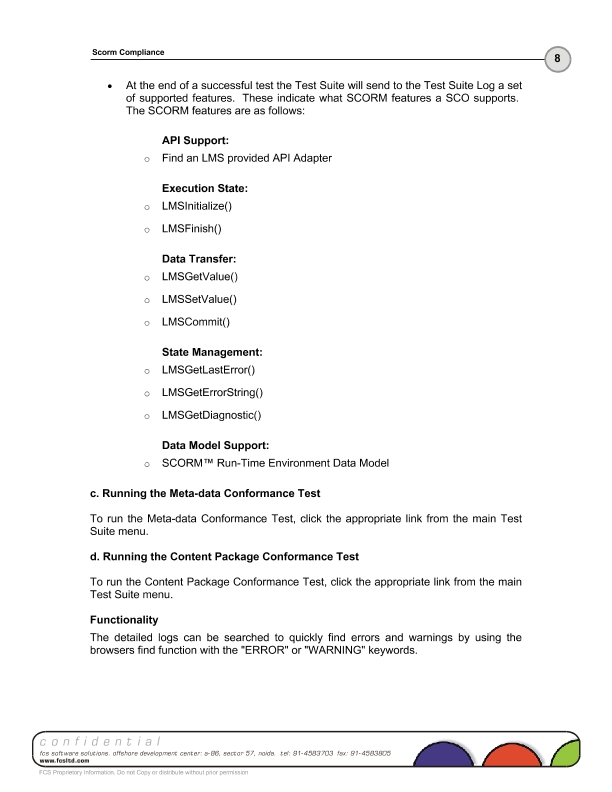 Scorm Compliance
8
• At the end of a successful test the Test Suite will send to the Test Suite Log a set
of supported features. These indicate what SCORM features a SCO supports.
The SCORM features are as follows:
API Support:
○ Find an LMS provided API Adapter
Execution State:
○ LMSInitialize()
○ LMSFinish()
Data Transfer:
○ LMSGetValue()
○ LMSSetValue()
○ LMSCommit()
State Management:
○ LMSGetLastError()
○ LMSGetErrorString()
○ LMSGetDiagnostic()
Data Model Support:
○ SCORM™ Run-Time Environment Data Model
c. Running the Meta-data Conformance Test
To run the Meta-data Conformance Test, click the appropriate link from the main Test
Suite menu.
d. Running the Content Package Conformance Test
To run the Content Package Conformance Test, click the appropriate link from the main
Test Suite menu.
Functionality
The detailed logs can be searched to quickly find errors and warnings by using the
browsers find function with the "ERROR" or "WARNING" keywords.
confidential
fcs software solutions. offshore development center: a-86, sector 57, noida. tel: 91-4583703 fax: 91-4583805
www.fcsltd.com
FCS Proprietory Information. Do not Copy or distribute without prior permission